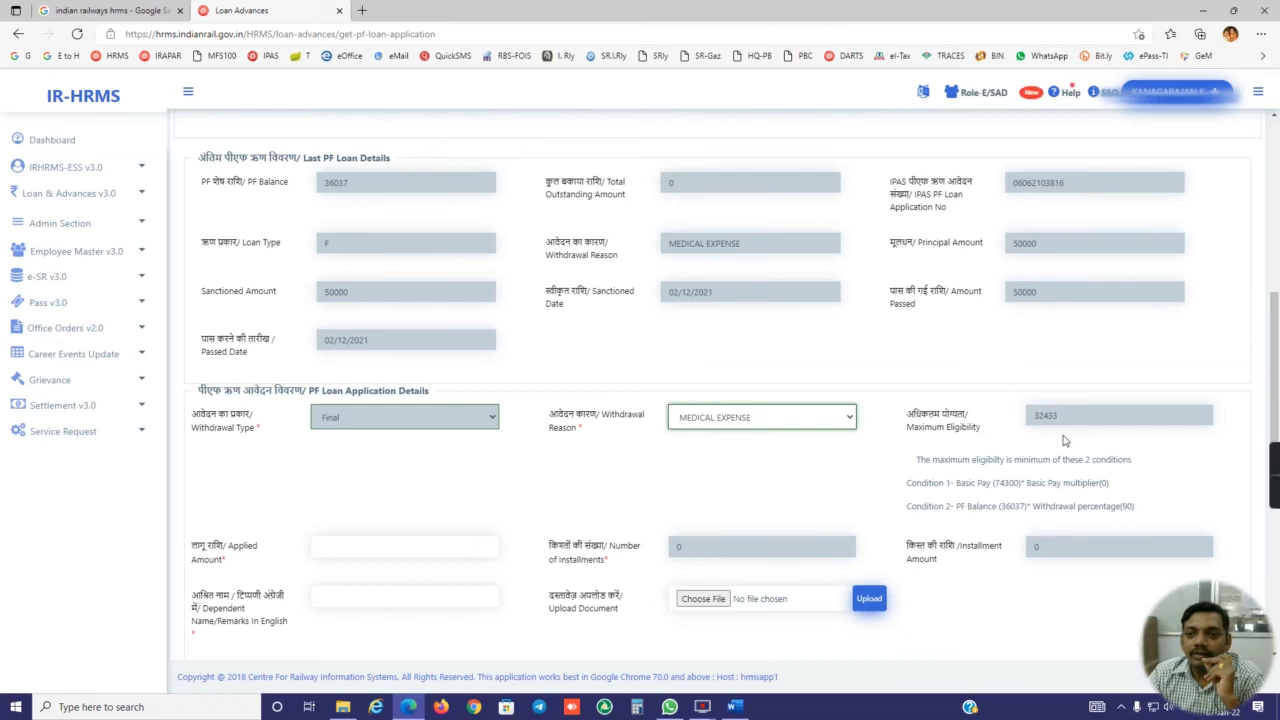 indian railways hrms - Google Se
Loan Advances
https://hrms.indianrail.gov.in/HRMS/loan-advances/get-pf-loan-application
G
E to H
HRMS
IRAPAR
MFS100
IPAS
T
eOffice
eMail
QuickSMS
RBS-FOIS
I. Rly
SR.I.Rly
SRly
SR-Gaz
HQ-PB
PBC
DARTS
eI-Tax
TRACES
BIN
WhatsApp
Bit.ly
ePass-TI
GeM
IR-HRMS
Role-E/SAD
New
Help
FAQ
KANAGARAJAN K
Dashboard
IRHRMS-ESS v3.0
Loan & Advances v3.0
Admin Section
Employee Master v3.0
e-SR v3.0
Pass v3.0
Office Orders v2.0
Career Events Update
Grievance
Settlement v3.0
Service Request
अंतिम पीएफ ऋण विवरण/ Last PF Loan Details
PF शेष राशि/ PF Balance
36037
कुल बकाया राशि/ Total
Outstanding Amount
0
IPAS पीएफ ऋण आवेदन
संख्या/ IPAS PF Loan
Application No
06062103816
ऋण प्रकार/ Loan Type
F
आवेदन का कारण/
Withdrawal Reason
MEDICAL EXPENSE
मूलधन/ Principal Amount
50000
Sanctioned Amount
50000
स्वीकृत राशि/ Sanctioned
Date
02/12/2021
पास की गई राशि/ Amount
Passed
50000
पास करने की तारीख /
Passed Date
02/12/2021
पीएफ ऋण आवेदन विवरण/ PF Loan Application Details
आवेदन का प्रकार/
Withdrawal Type *
Final
आवेदन कारण/ Withdrawal
Reason *
MEDICAL EXPENSE
अधिकतम योग्यता/
Maximum Eligibility
32433
The maximum eligibilty is minimum of these 2 conditions
Condition 1- Basic Pay (74300)* Basic Pay multiplier(0)
Condition 2- PF Balance (36037)* Withdrawal percentage(90)
लागू राशि/ Applied
Amount*
किश्तों की संख्या/ Number
of Installments*
0
किस्त की राशि /Installment
Amount
0
आश्रित नाम / टिप्पणी अंग्रेजी
में/ Dependent
Name/Remarks In English
*
दस्तावेज़ अपलोड करें/
Upload Document
Choose File
No file chosen
Upload
Copyright @ 2018 Centre For Railway Information Systems. All Rights Reserved. This application works best in Google Chrome 70.0 and above : Host : hrmsapp1
Type here to search